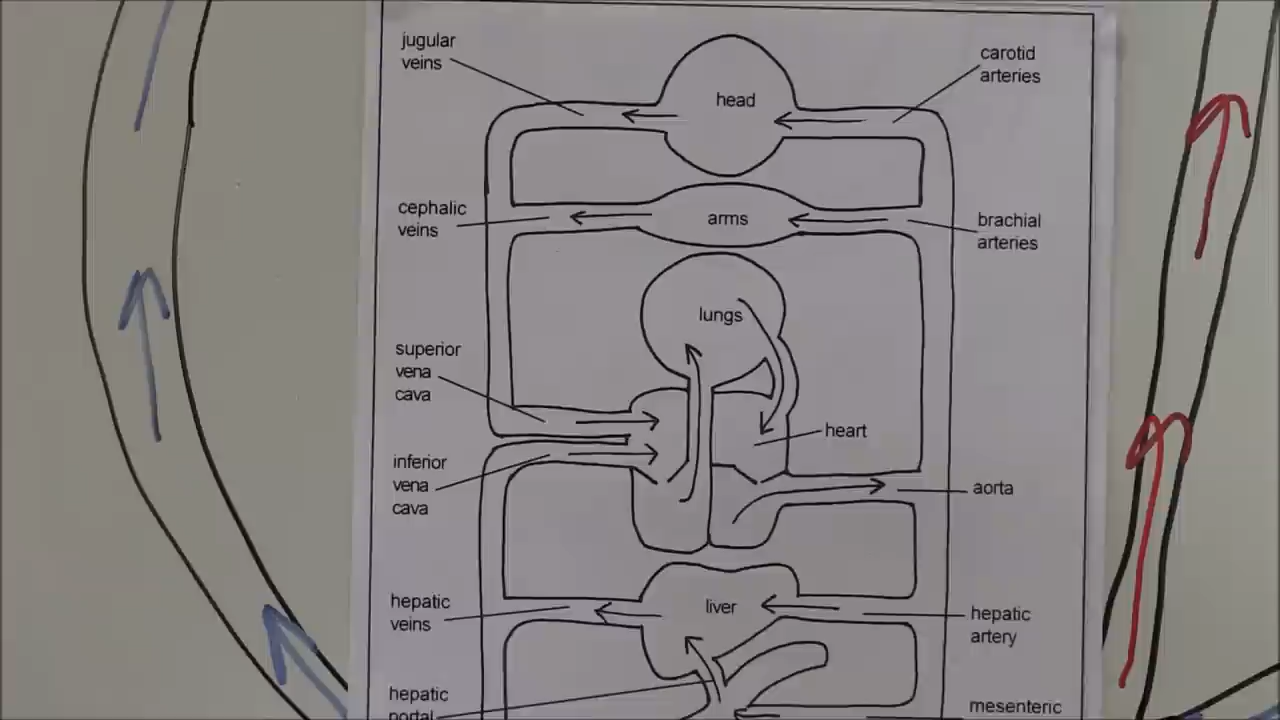 jugular
veins
head
carotid
arteries
cephalic
veins
arms
brachial
arteries
lungs
superior
vena
cava
heart
inferior
vena
cava
aorta
hepatic
veins
liver
hepatic
artery
hepatic
portal
mesenteric